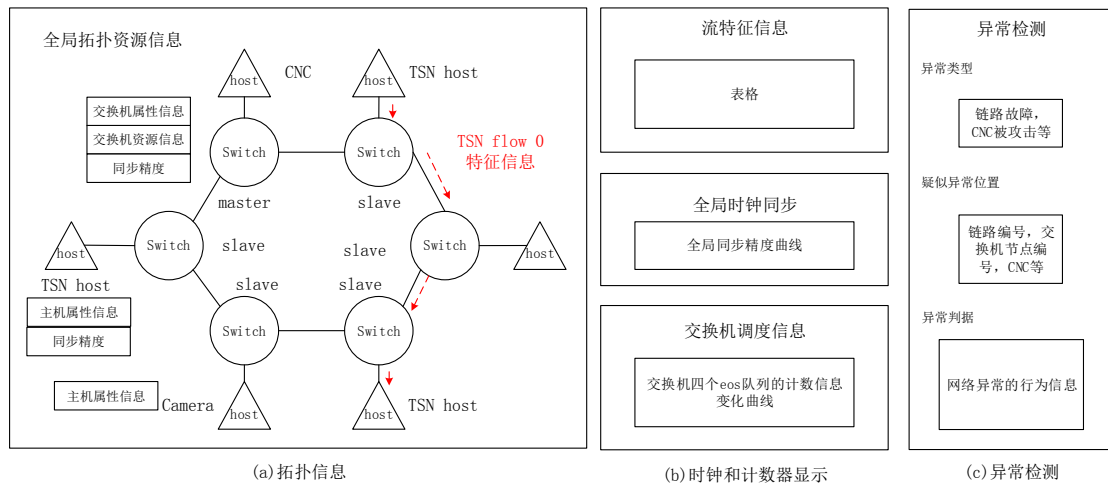 全局拓扑资源信息
host
CNC
host
TSN host
交换机属性信息
交换机资源信息
同步精度
Switch
Switch
TSN flow 0
特征信息
master
slave
host
TSN host
Switch
slave
slave
Switch
host
slave
slave
主机属性信息
同步精度
Switch
Switch
主机属性信息
Camera
host
host
TSN host
(a)拓扑信息
流特征信息
表格
全局时钟同步
全局同步精度曲线
交换机调度信息
交换机四个eos队列的计数信息
变化曲线
(b)时钟和计数器显示
异常检测
异常类型
链路故障,
CNC被攻击等
疑似异常位置
链路编号，交
换机节点编
号，CNC等
异常判据
网络异常的行为信息
(c)异常检测